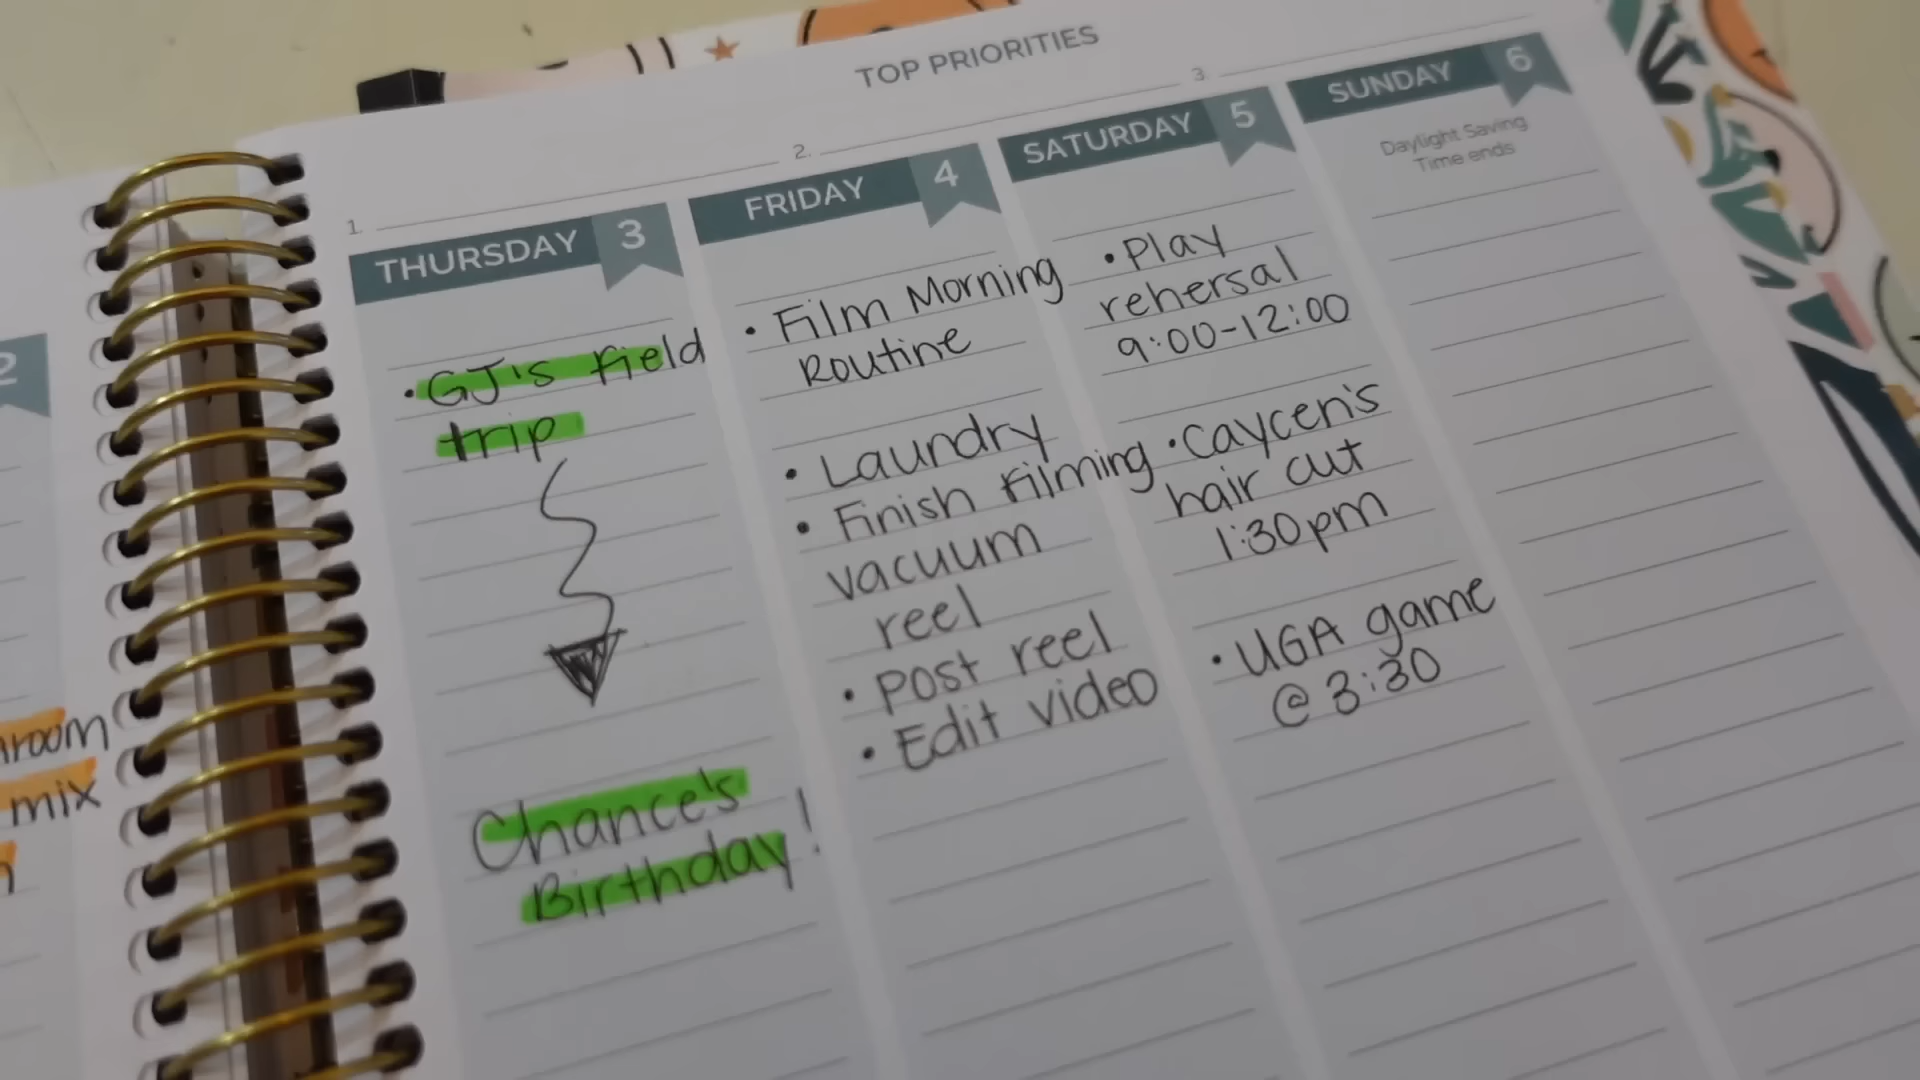 TOP PRIORITIES
1.
2.
3.
2
THURSDAY 3
• GJ's Field
trip
Chance's
Birthday!
FRIDAY 4
• Film Morning
Routine
• Laundry
• Finish Filming
vacuum
reel
• Post reel
• Edit video
SATURDAY 5
• Play
rehersal
9:00-12:00
• Caycen's
hair cut
1:30pm
• UGA game
@ 3:30
SUNDAY 6
Daylight Saving
Time ends
mix